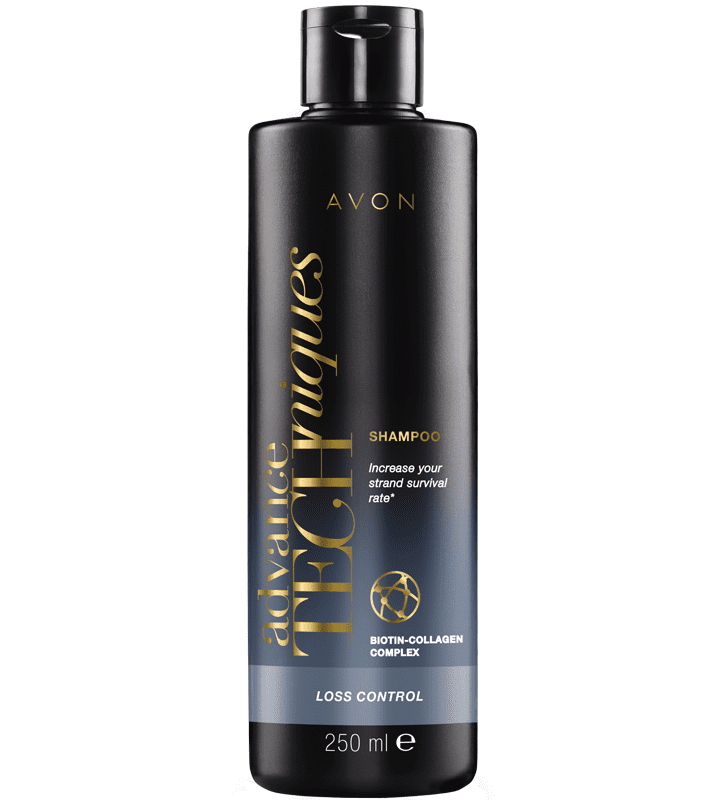 AVON
advance
TECHniques
SHAMPOO
Increase your
strand survival
rate*
BIOTIN-COLLAGEN
COMPLEX
LOSS CONTROL
250 ml ℮